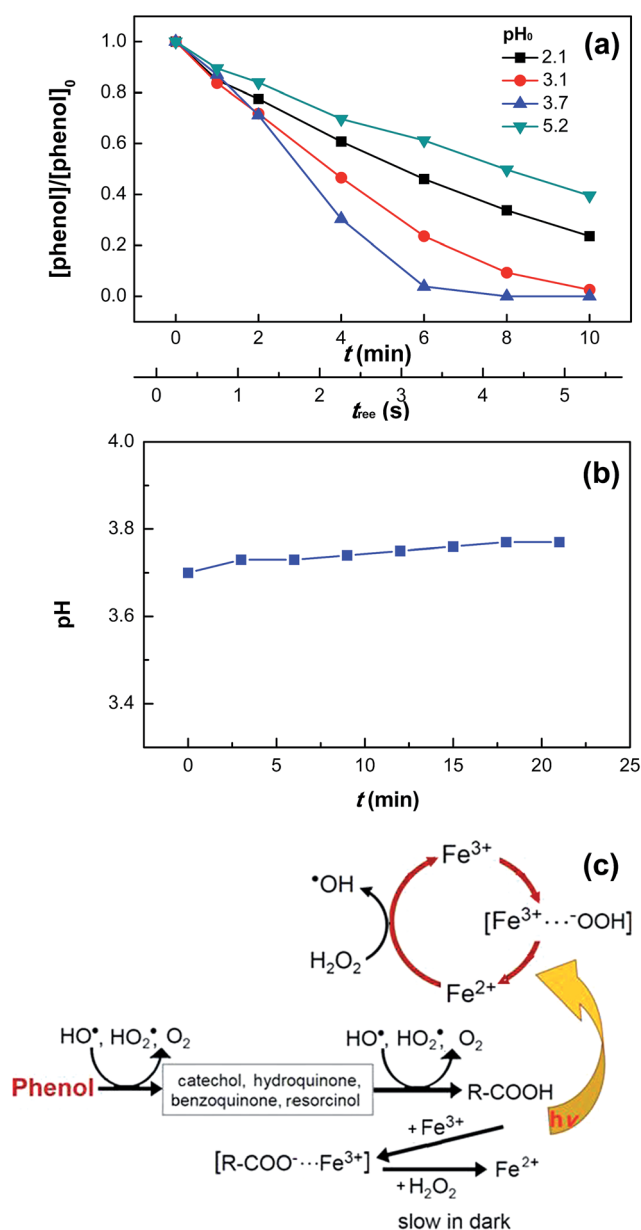 (a)
pH₀
2.1
3.1
3.7
5.2
[phenol]/[phenol]₀
1.0
0.8
0.6
0.4
0.2
0.0
0 2 4 6 8 10
t (min)
0 1 2 3 4 5
tree (s)
(b)
pH
4.0
3.8
3.6
3.4
0 5 10 15 20 25
t (min)
(c)
Fe³⁺
•OH
[Fe³⁺···⁻OOH]
H₂O₂
Fe²⁺
HO•, HO₂•, O₂
HO•, HO₂•, O₂
Phenol
catechol, hydroquinone,
benzoquinone, resorcinol
R-COOH
hν
+Fe³⁺
[R-COO⁻···Fe³⁺]
Fe²⁺
+H₂O₂
slow in dark